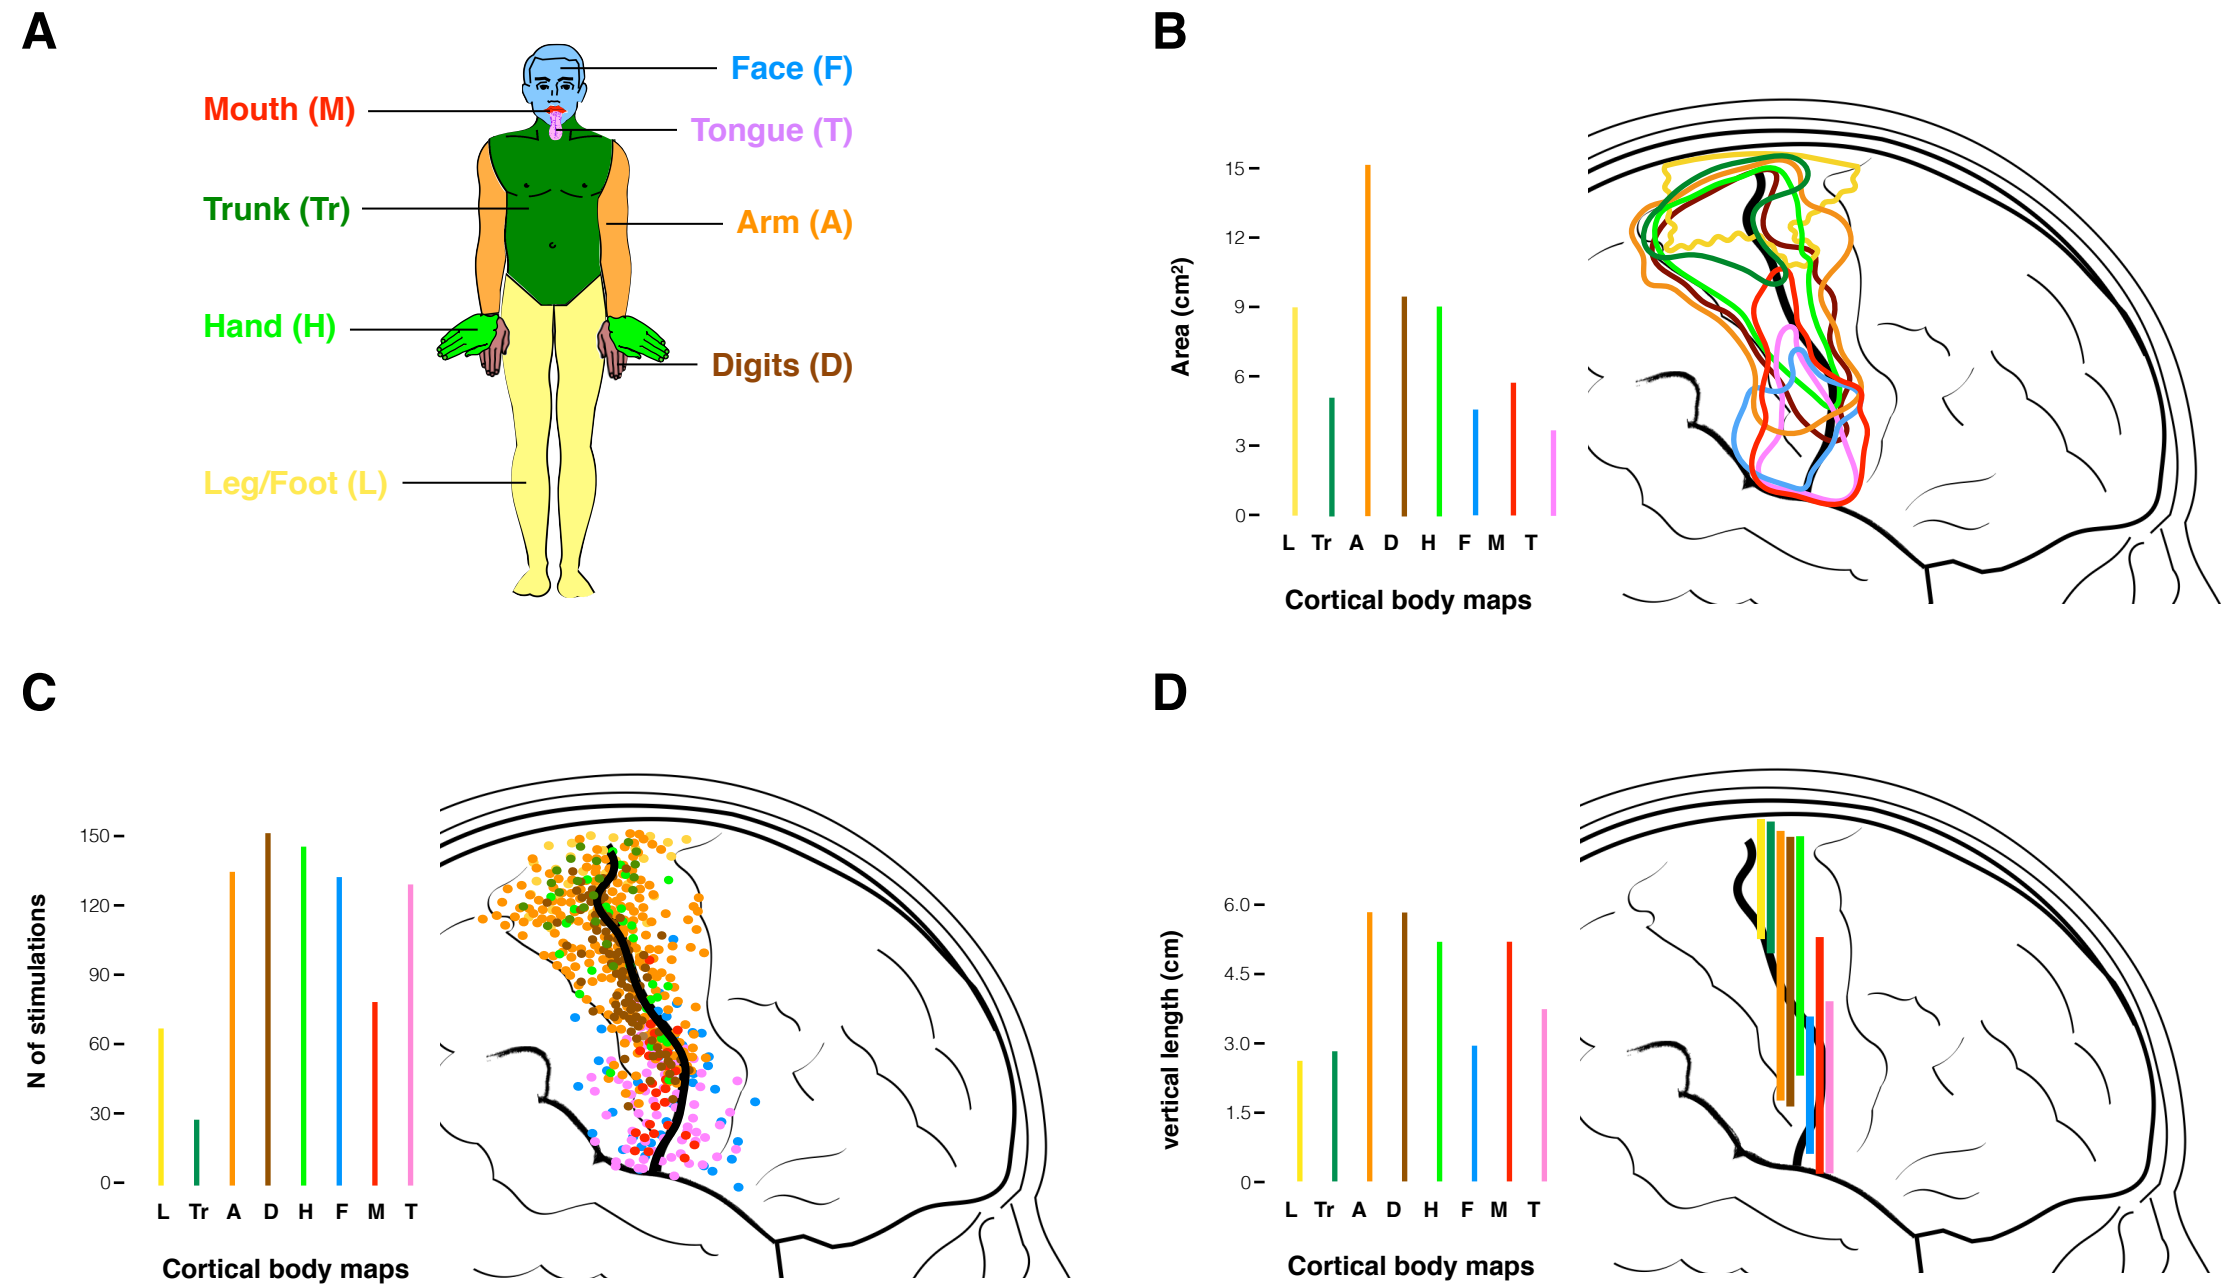 A
Face (F)
Mouth (M)
Tongue (T)
Trunk (Tr)
Arm (A)
Hand (H)
Digits (D)
Leg/Foot (L)
B
Area (cm²)
15
12
9
6
3
0
L Tr A D H F M T
Cortical body maps
C
N of stimulations
150
120
90
60
30
0
L Tr A D H F M T
Cortical body maps
D
vertical length (cm)
6.0
4.5
3.0
1.5
0
L Tr A D H F M T
Cortical body maps